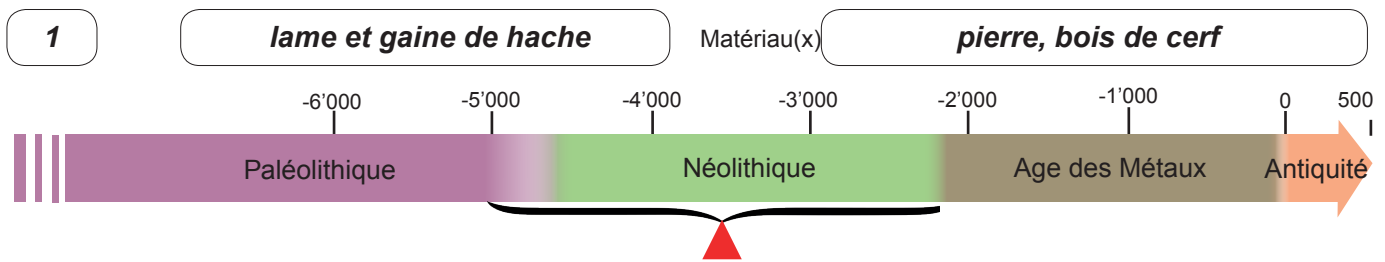 1 lame et gaine de hache Matériau(x) pierre, bois de cerf
-6'000 -5'000 -4'000 -3'000 -2'000 -1'000 0 500
Paléolithique Néolithique Age des Métaux Antiquité